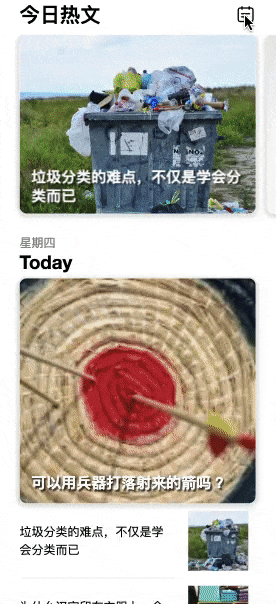 今日热文
垃圾分类的难点，不仅是学会分
类而已
星期四
Today
可以用兵器打落射来的箭吗？
垃圾分类的难点，不仅是学
会分类而已